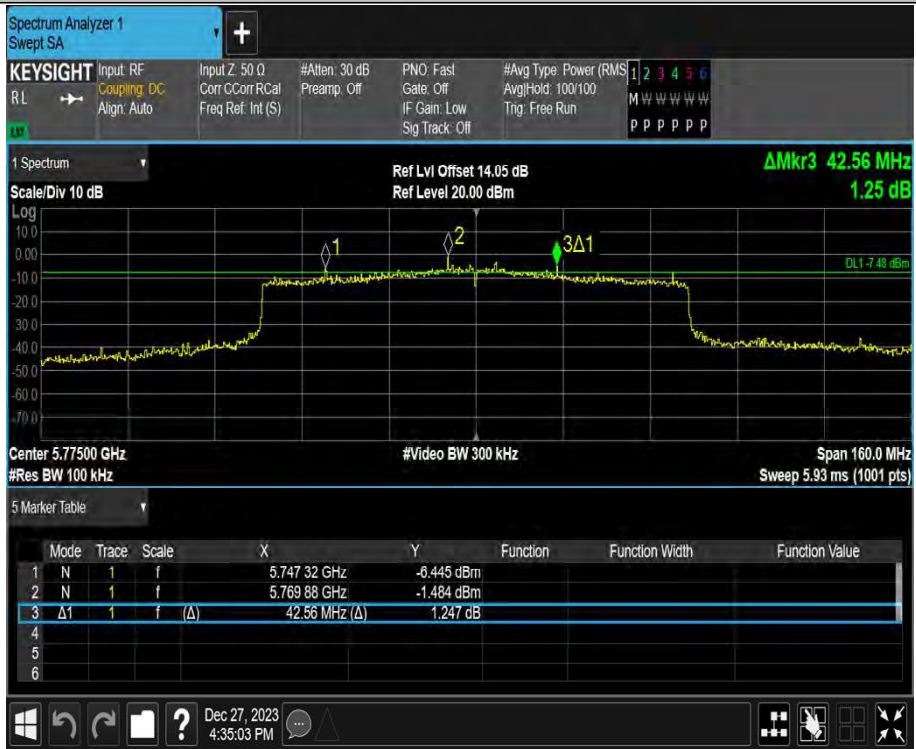 Spectrum Analyzer 1
Swept SA
+
KEYSIGHT Input: RF Input Z: 50 Ω #Atten: 30 dB PNO: Fast #Avg Type: Power (RMS 1 2 3 4 5 6
RL Coupling: DC Corr CCorr RCal Preamp: Off Gate: Off Avg|Hold: 100/100 M W W W W W
Align: Auto Freq Ref: Int (S) IF Gain: Low Trig: Free Run
Sig Track: Off P P P P P P
1 Spectrum Ref Lvl Offset 14.05 dB ΔMkr3 42.56 MHz
Scale/Div 10 dB Ref Level 20.00 dBm 1.25 dB
Log
10.0
1 2 3Δ1
0.00
DL1 -7.48 dBm
-10.0
-20.0
-30.0
-40.0
-50.0
-60.0
-70.0
Center 5.77500 GHz #Video BW 300 kHz Span 160.0 MHz
#Res BW 100 kHz Sweep 5.93 ms (1001 pts)
5 Marker Table
Mode Trace Scale X Y Function Function Width Function Value
1 N 1 f 5.747 32 GHz -6.445 dBm
2 N 1 f 5.769 88 GHz -1.484 dBm
3 Δ1 1 f (Δ) 42.56 MHz (Δ) 1.247 dB
4
5
6
? Dec 27, 2023
4:35:03 PM